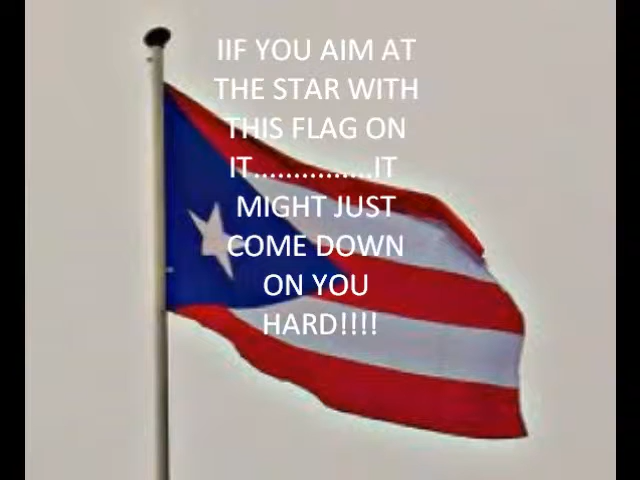 IIF YOU AIM AT
THE STAR WITH
THIS FLAG ON
IT...............IT
MIGHT JUST
COME DOWN
ON YOU
HARD!!!!